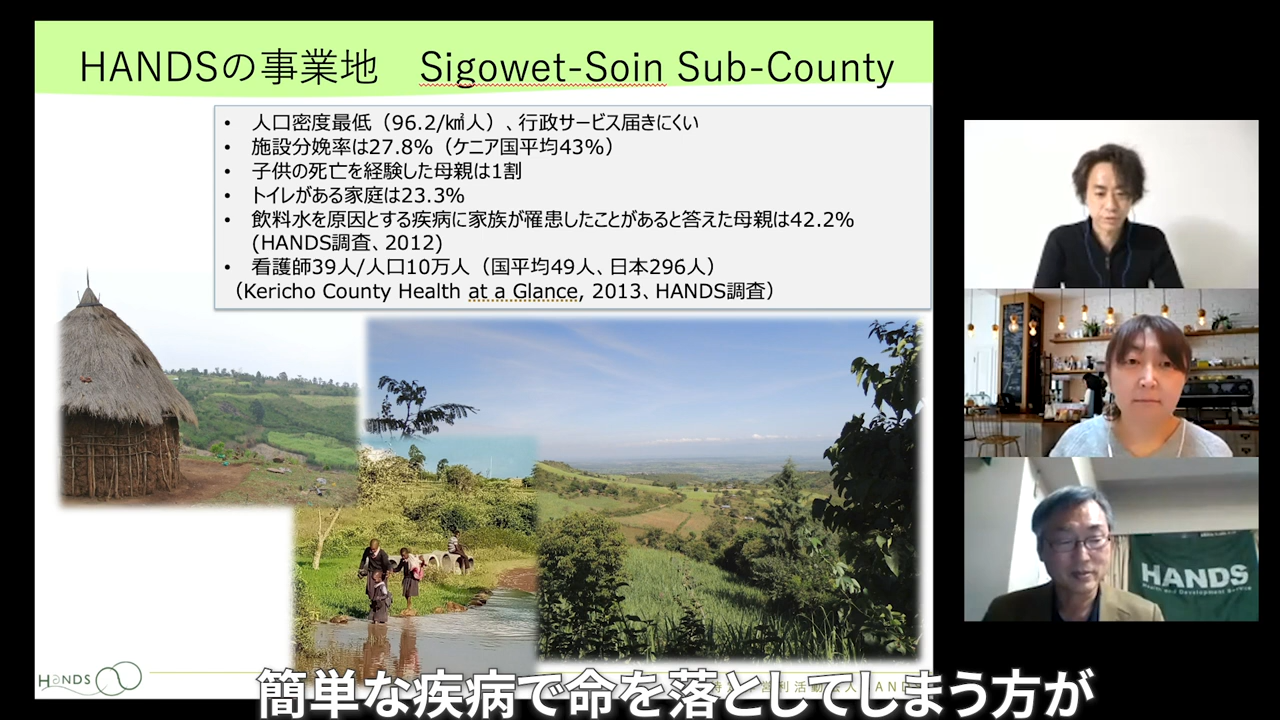 HANDSの事業地　Sigowet-Soin Sub-County
• 人口密度最低（96.2/㎢人）、行政サービス届きにくい
• 施設分娩率は27.8%（ケニア国平均43%）
• 子供の死亡を経験した母親は1割
• トイレがある家庭は23.3%
• 飲料水を原因とする疾病に家族が罹患したことがあると答えた母親は42.2%
(HANDS調査、2012)
• 看護師39人/人口10万人（国平均49人、日本296人）
（Kericho County Health at a Glance, 2013、HANDS調査）
HANDS
Health and Development Service
HANDS
簡単な疾病で命を落としてしまう方が